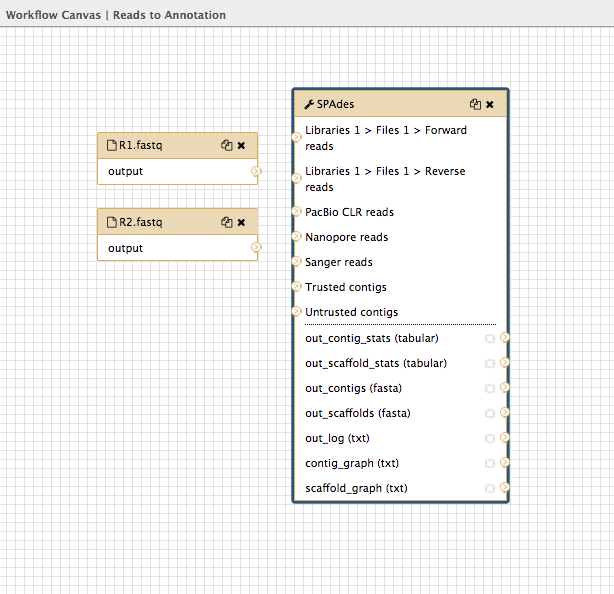 Workflow Canvas | Reads to Annotation
R1.fastq
output
R2.fastq
output
SPAdes
Libraries 1 > Files 1 > Forward
reads
Libraries 1 > Files 1 > Reverse
reads
PacBio CLR reads
Nanopore reads
Sanger reads
Trusted contigs
Untrusted contigs
out_contig_stats (tabular)
out_scaffold_stats (tabular)
out_contigs (fasta)
out_scaffolds (fasta)
out_log (txt)
contig_graph (txt)
scaffold_graph (txt)